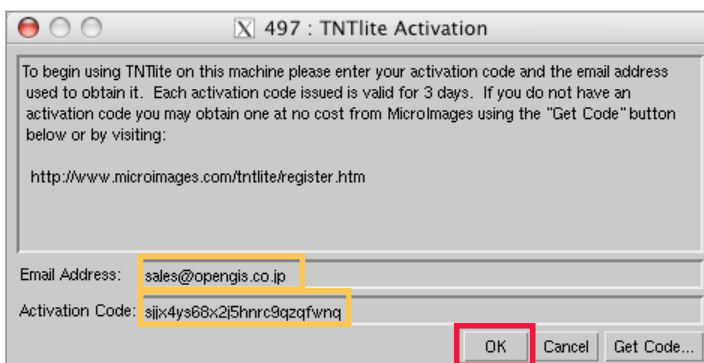 497 : TNTlite Activation
To begin using TNTlite on this machine please enter your activation code and the email address
used to obtain it. Each activation code issued is valid for 3 days. If you do not have an
activation code you may obtain one at no cost from MicroImages using the "Get Code" button
below or by visiting:
http://www.microimages.com/tntlite/register.htm
Email Address: sales@opengis.co.jp
Activation Code: sjjx4ys68x2j5hnrc9qzqfwnq
OK Cancel Get Code...